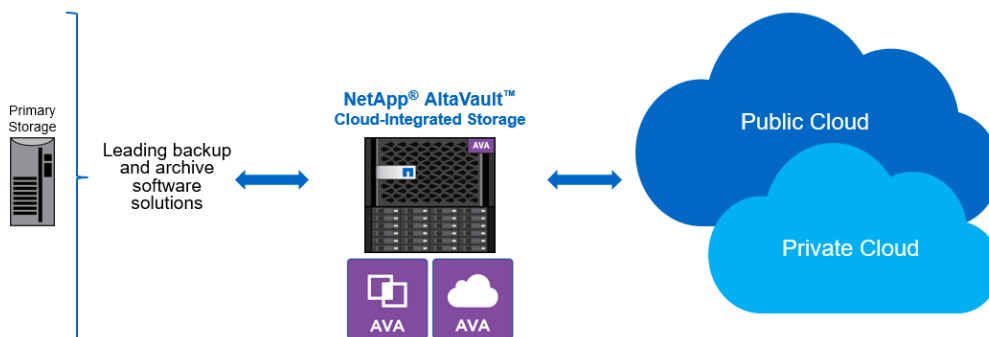 Primary
Storage
Leading backup
and archive
software
solutions
NetApp® AltaVault™
Cloud-Integrated Storage
AVA
AVA
AVA
Public Cloud
Private Cloud